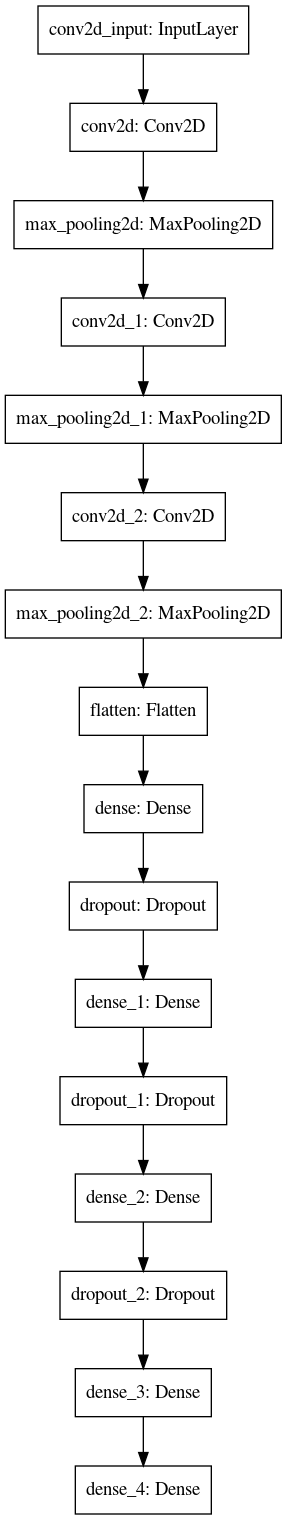 conv2d_input: InputLayer
conv2d: Conv2D
max_pooling2d: MaxPooling2D
conv2d_1: Conv2D
max_pooling2d_1: MaxPooling2D
conv2d_2: Conv2D
max_pooling2d_2: MaxPooling2D
flatten: Flatten
dense: Dense
dropout: Dropout
dense_1: Dense
dropout_1: Dropout
dense_2: Dense
dropout_2: Dropout
dense_3: Dense
dense_4: Dense